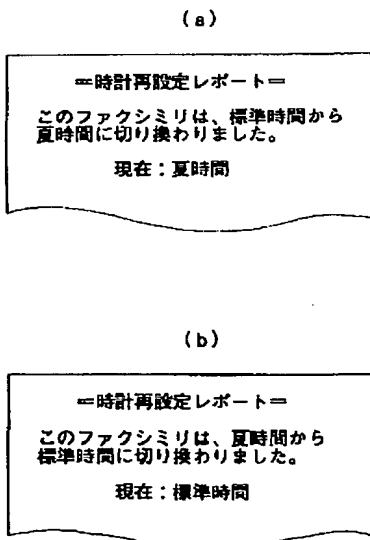 (a)
=時計再設定レポート=
このファクシミリは、標準時間から
夏時間に切り換わりました。
現在:夏時間
(b)
=時計再設定レポート=
このファクシミリは、夏時間から
標準時間に切り換わりました。
現在:標準時間